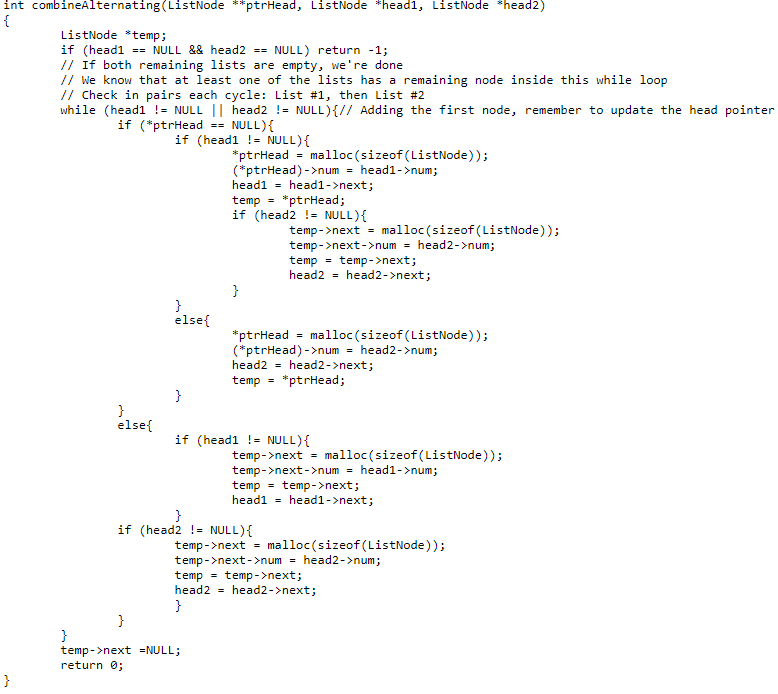 int combineAlternating(ListNode **ptrHead, ListNode *head1, ListNode *head2)
{
        ListNode *temp;
        if (head1 == NULL && head2 == NULL) return -1;
        // If both remaining lists are empty, we're done
        // We know that at least one of the lists has a remaining node inside this while loop
        // Check in pairs each cycle: List #1, then List #2
        while (head1 != NULL || head2 != NULL){// Adding the first node, remember to update the head pointer
                if (*ptrHead == NULL){
                        if (head1 != NULL){
                                *ptrHead = malloc(sizeof(ListNode));
                                (*ptrHead)->num = head1->num;
                                head1 = head1->next;
                                temp = *ptrHead;
                                if (head2 != NULL){
                                        temp->next = malloc(sizeof(ListNode));
                                        temp->next->num = head2->num;
                                        temp = temp->next;
                                        head2 = head2->next;
                                }
                        }
                        else{
                                *ptrHead = malloc(sizeof(ListNode));
                                (*ptrHead)->num = head2->num;
                                head2 = head2->next;
                                temp = *ptrHead;
                        }
                }
                else{
                        if (head1 != NULL){
                                temp->next = malloc(sizeof(ListNode));
                                temp->next->num = head1->num;
                                temp = temp->next;
                                head1 = head1->next;
                        }
                if (head2 != NULL){
                        temp->next = malloc(sizeof(ListNode));
                        temp->next->num = head2->num;
                        temp = temp->next;
                        head2 = head2->next;
                        }
                }
        }
        temp->next =NULL;
        return 0;
}